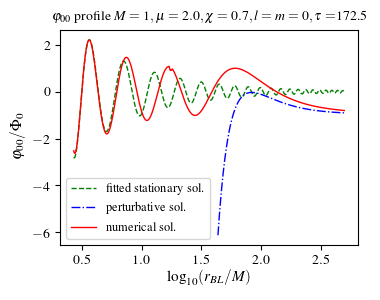 φ₀₀ profile M = 1, μ = 2.0, χ = 0.7, l = m = 0, τ =172.5
φ₀₀/Φ₀
2
0
−2
−4
−6
fitted stationary sol.
perturbative sol.
numerical sol.
0.5 1.0 1.5 2.0 2.5
log₁₀(r_BL/M)